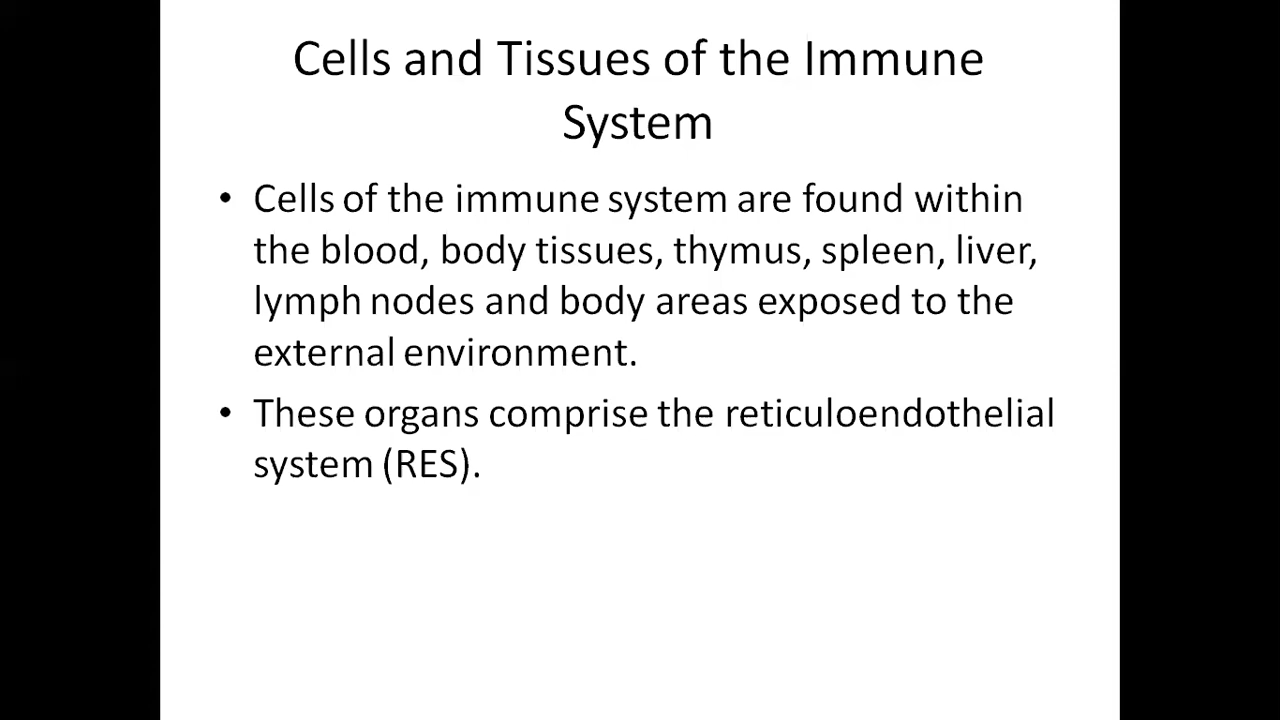 Cells and Tissues of the Immune
System
• Cells of the immune system are found within
the blood, body tissues, thymus, spleen, liver,
lymph nodes and body areas exposed to the
external environment.
• These organs comprise the reticuloendothelial
system (RES).